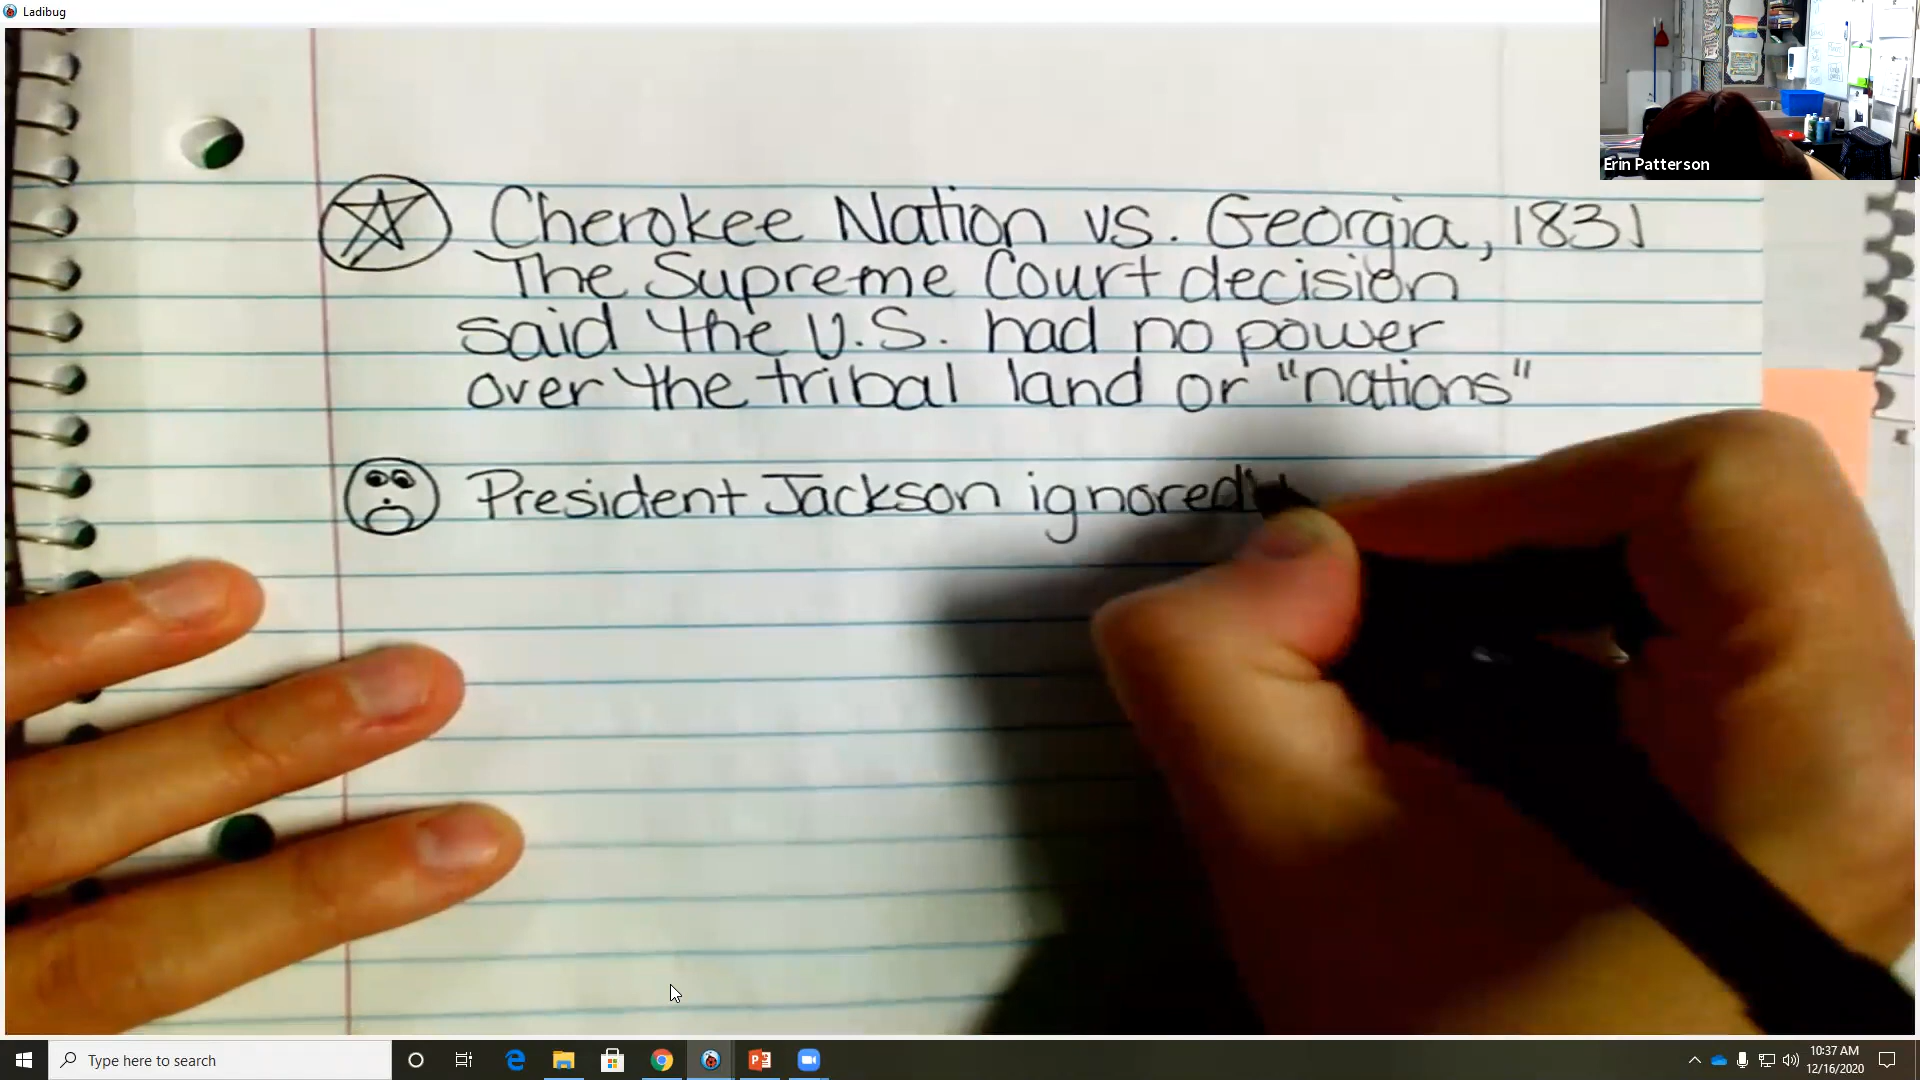 Ladibug
Erin Patterson
Cherokee Nation vs. Georgia, 1831
The Supreme Court decision
said the U.S. had no power
over the tribal land or "nations"
President Jackson ignored
Type here to search
10:37 AM
12/16/2020